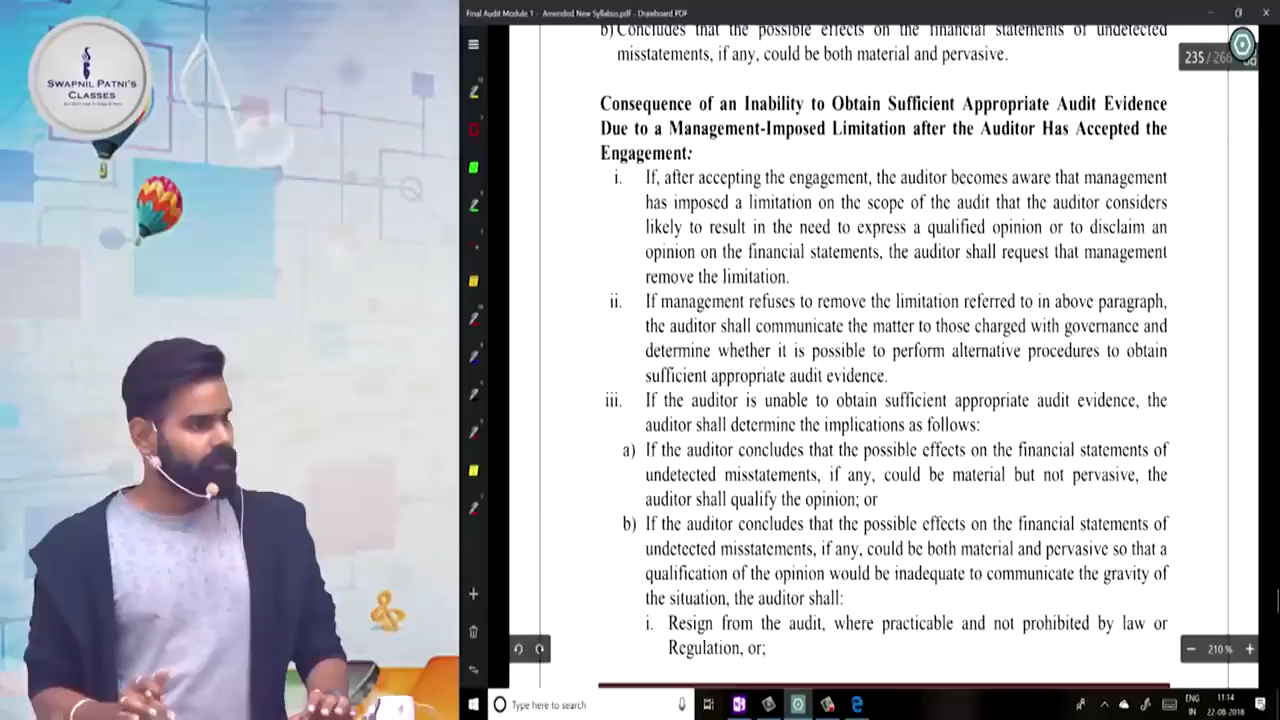 Final Audit Module 1 - Amended New Syllabus.pdf - Drawboard PDF
SWAPNIL PATNI'S
CLASSES
235 / 266
b) Concludes that the possible effects on the financial statements of undetected
misstatements, if any, could be both material and pervasive.
Consequence of an Inability to Obtain Sufficient Appropriate Audit Evidence
Due to a Management-Imposed Limitation after the Auditor Has Accepted the
Engagement:
i. If, after accepting the engagement, the auditor becomes aware that management
has imposed a limitation on the scope of the audit that the auditor considers
likely to result in the need to express a qualified opinion or to disclaim an
opinion on the financial statements, the auditor shall request that management
remove the limitation.
ii. If management refuses to remove the limitation referred to in above paragraph,
the auditor shall communicate the matter to those charged with governance and
determine whether it is possible to perform alternative procedures to obtain
sufficient appropriate audit evidence.
iii. If the auditor is unable to obtain sufficient appropriate audit evidence, the
auditor shall determine the implications as follows:
a) If the auditor concludes that the possible effects on the financial statements of
undetected misstatements, if any, could be material but not pervasive, the
auditor shall qualify the opinion; or
b) If the auditor concludes that the possible effects on the financial statements of
undetected misstatements, if any, could be both material and pervasive so that a
qualification of the opinion would be inadequate to communicate the gravity of
the situation, the auditor shall:
i. Resign from the audit, where practicable and not prohibited by law or
Regulation, or;
210 %
Type here to search
ENG
IN
11:14
22-08-2018